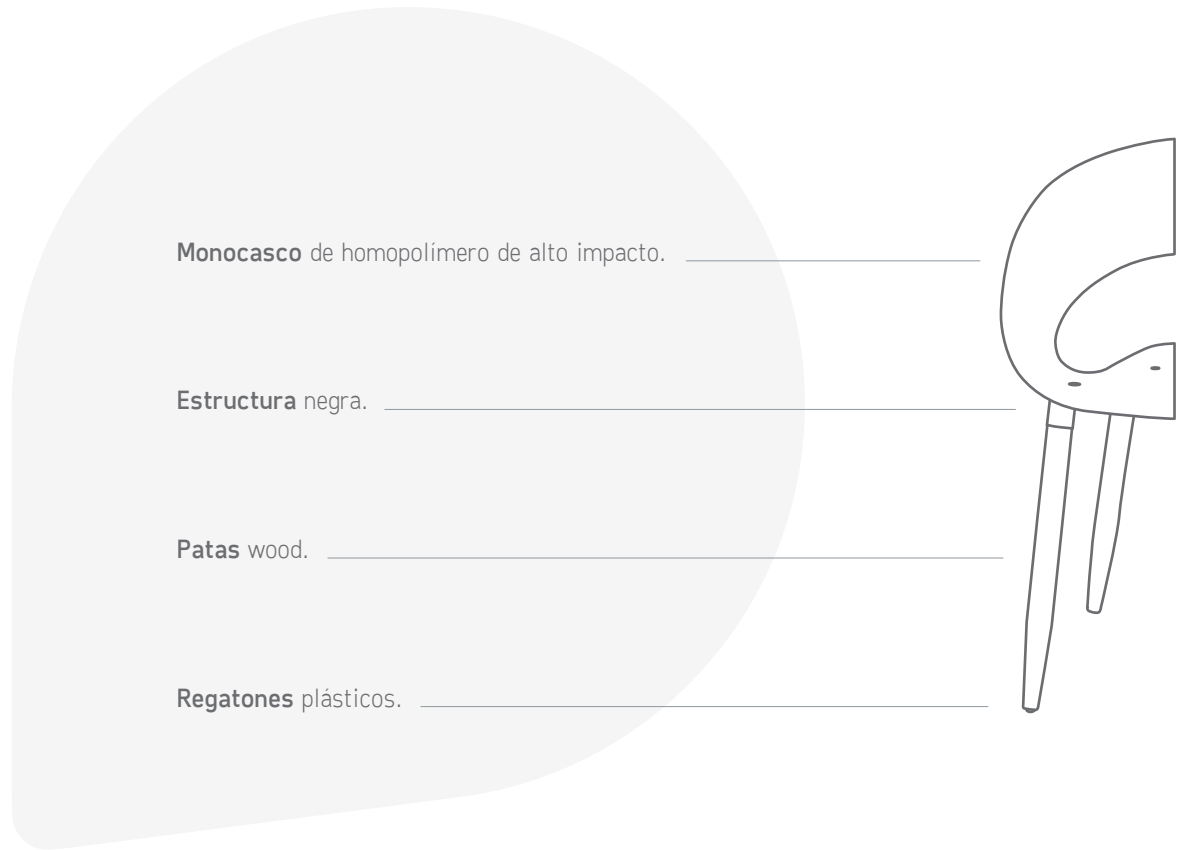 Monocasco de homopolímero de alto impacto.
Estructura negra.
Patas wood.
Regatones plásticos.